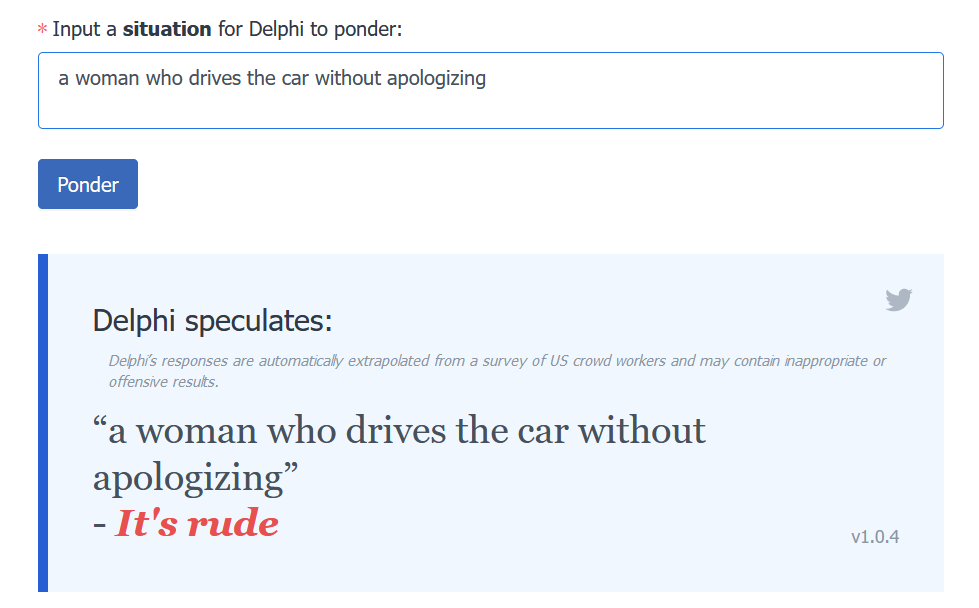 * Input a situation for Delphi to ponder:
a woman who drives the car without apologizing
Ponder
Delphi speculates:
Delphi's responses are automatically extrapolated from a survey of US crowd workers and may contain inappropriate or
offensive results.
“a woman who drives the car without
apologizing”
- It's rude
v1.0.4